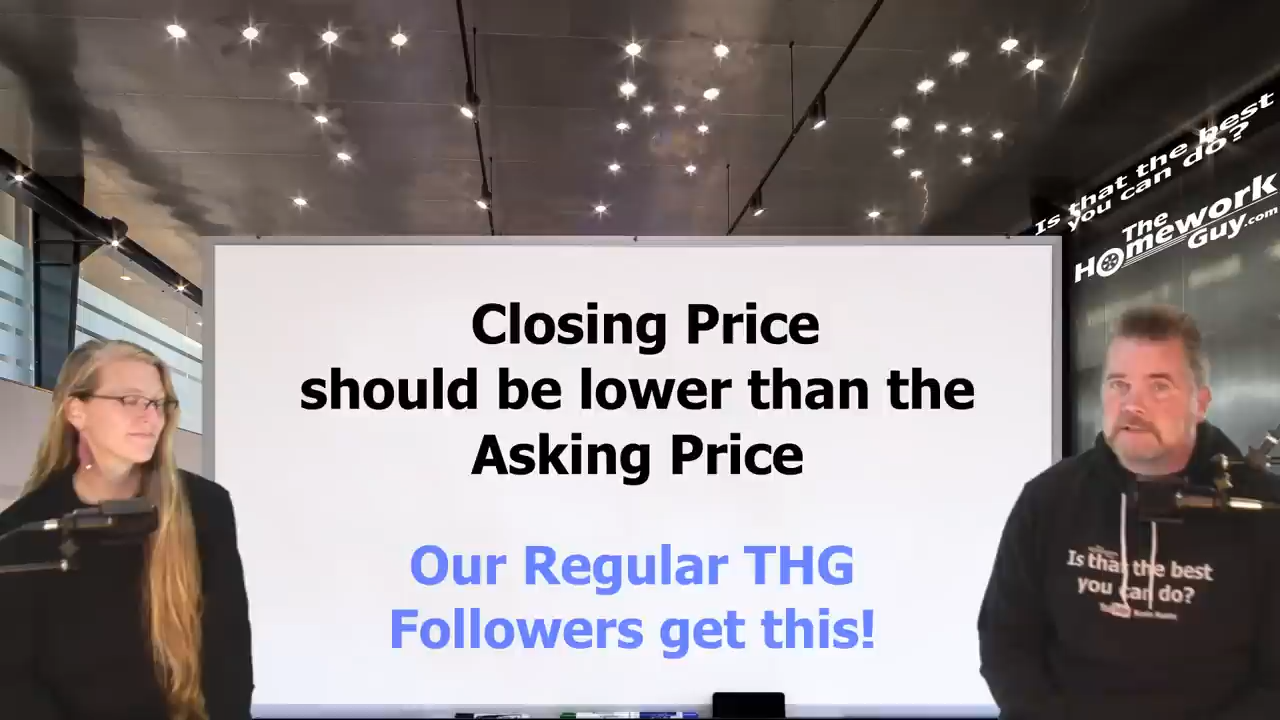 Is that the best
you can do?
The
Homework
Guy.com
Closing Price
should be lower than the
Asking Price
Our Regular THG
Followers get this!
Is that the best
you can do?